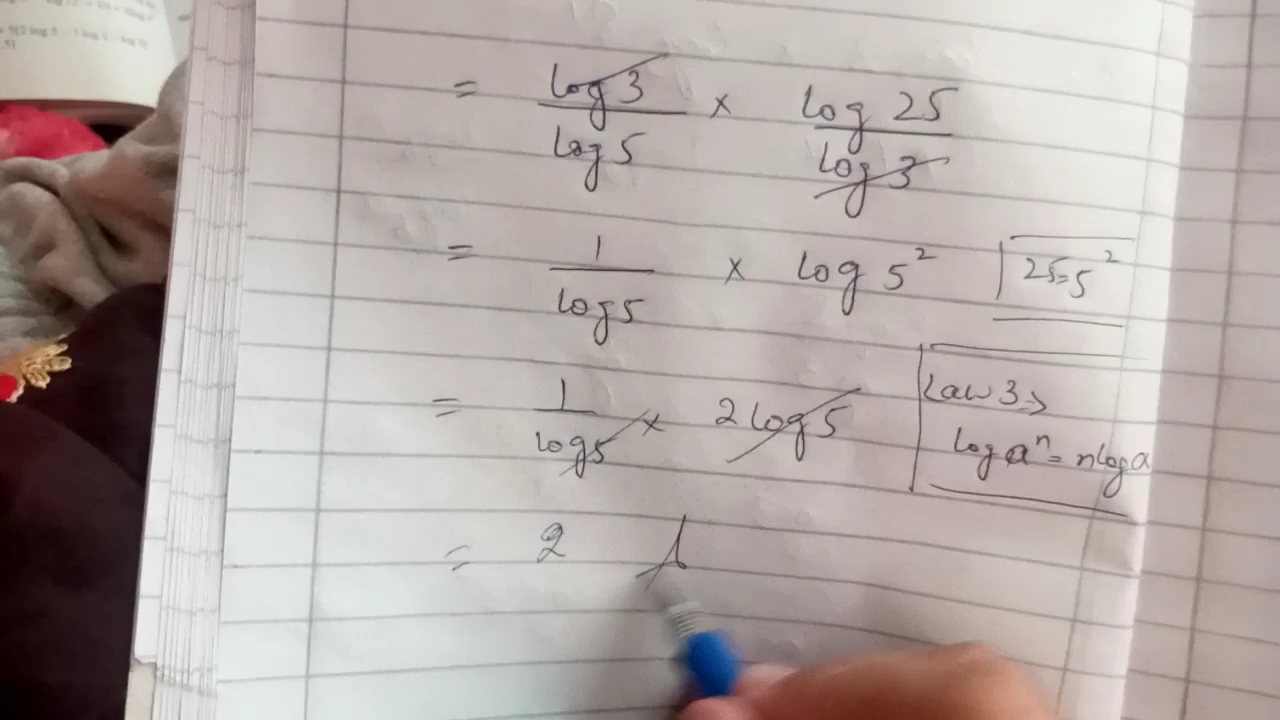 = log 3 / log 5 × log 25 / log 3
= 1 / log 5 × log 5² 25=5²
= 1 / log 5 × 2 log 5 Law 3 ⇒
log aⁿ = n log a
= 2 A